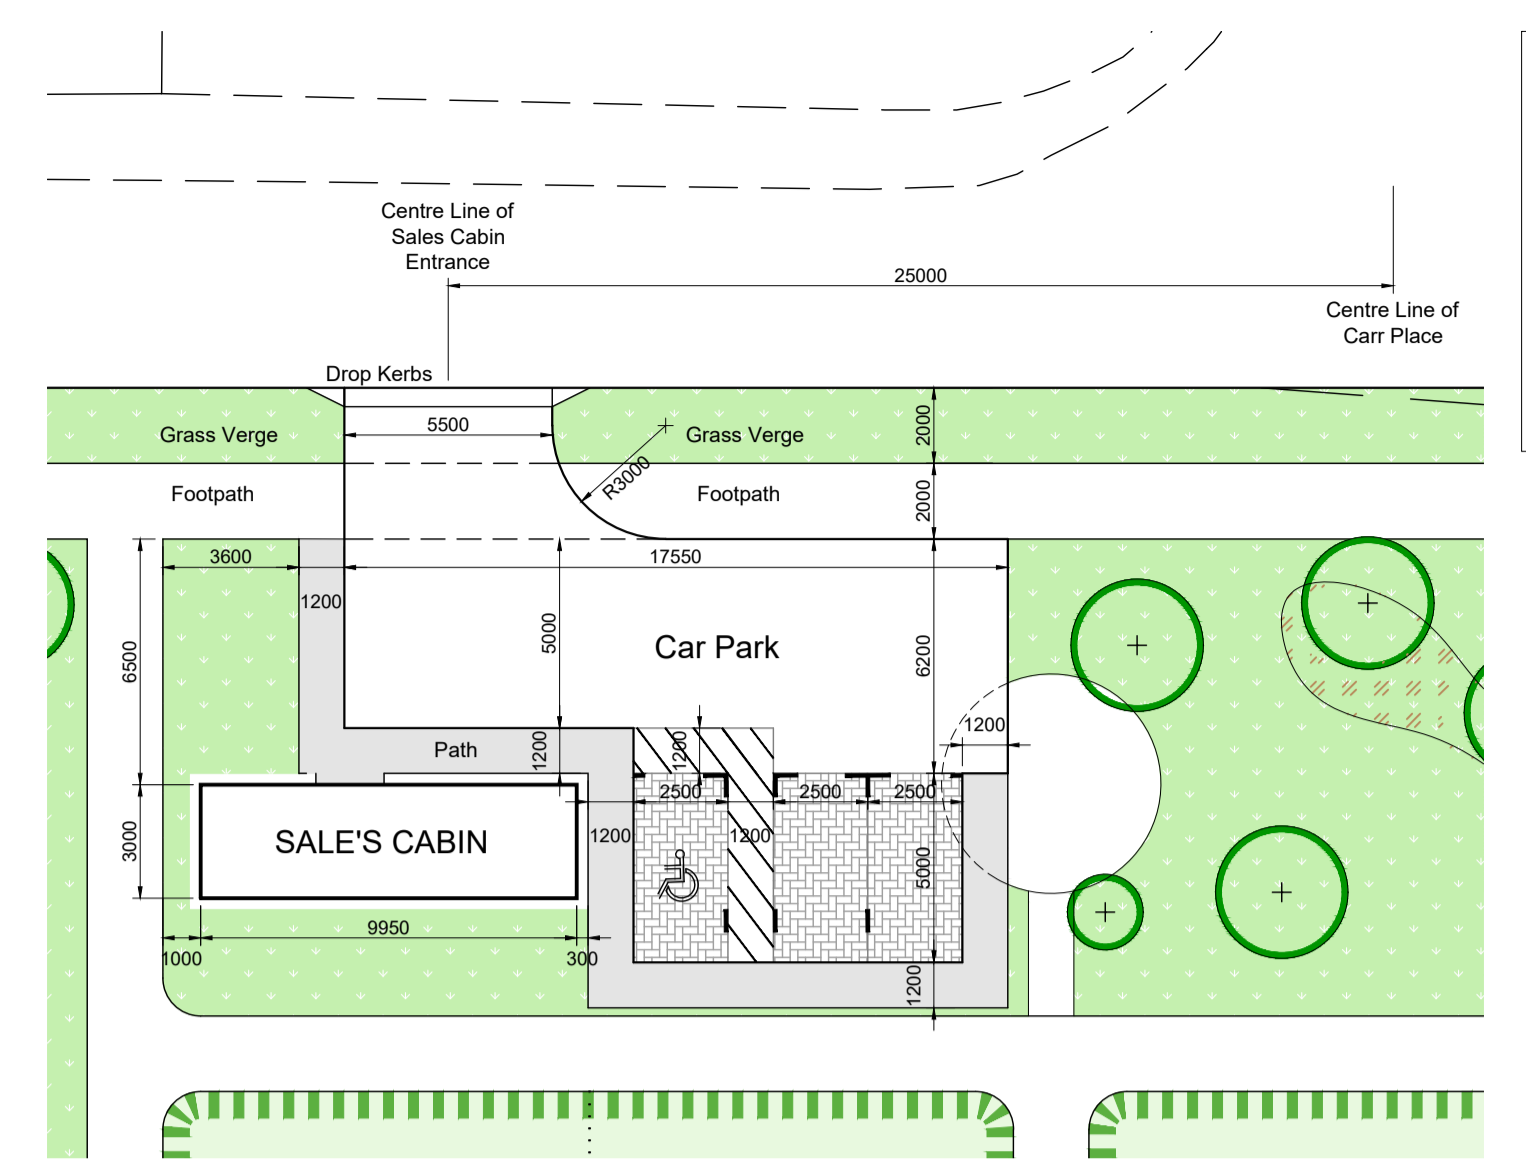 Centre Line of
Sales Cabin
Entrance
25000
Centre Line of
Carr Place
Drop Kerbs
5500
2000
Grass Verge
Grass Verge
R3000
Footpath
Footpath
2000
3600
17550
1200
5000
Car Park
6200
6500
1200
Path
1200
1200
2500
2500
2500
SALE'S CABIN
3000
1200
1200
5000
9950
1000
300
1200